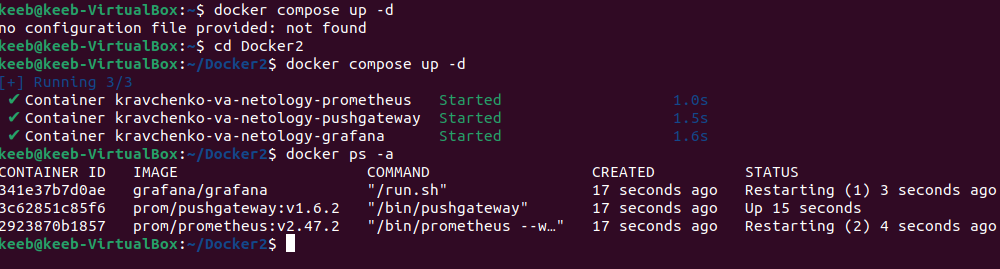 keeb@keeb-VirtualBox:~$ docker compose up -d
no configuration file provided: not found
keeb@keeb-VirtualBox:~$ cd Docker2
keeb@keeb-VirtualBox:~/Docker2$ docker compose up -d
[+] Running 3/3
✔ Container kravchenko-va-netology-prometheus Started 1.0s
✔ Container kravchenko-va-netology-pushgateway Started 1.5s
✔ Container kravchenko-va-netology-grafana Started 1.6s
keeb@keeb-VirtualBox:~/Docker2$ docker ps -a
CONTAINER ID IMAGE COMMAND CREATED STATUS
341e37b7d0ae grafana/grafana "/run.sh" 17 seconds ago Restarting (1) 3 seconds ago
3c62851c85f6 prom/pushgateway:v1.6.2 "/bin/pushgateway" 17 seconds ago Up 15 seconds
2923870b1857 prom/prometheus:v2.47.2 "/bin/prometheus --w…" 17 seconds ago Restarting (2) 4 seconds ago
keeb@keeb-VirtualBox:~/Docker2$